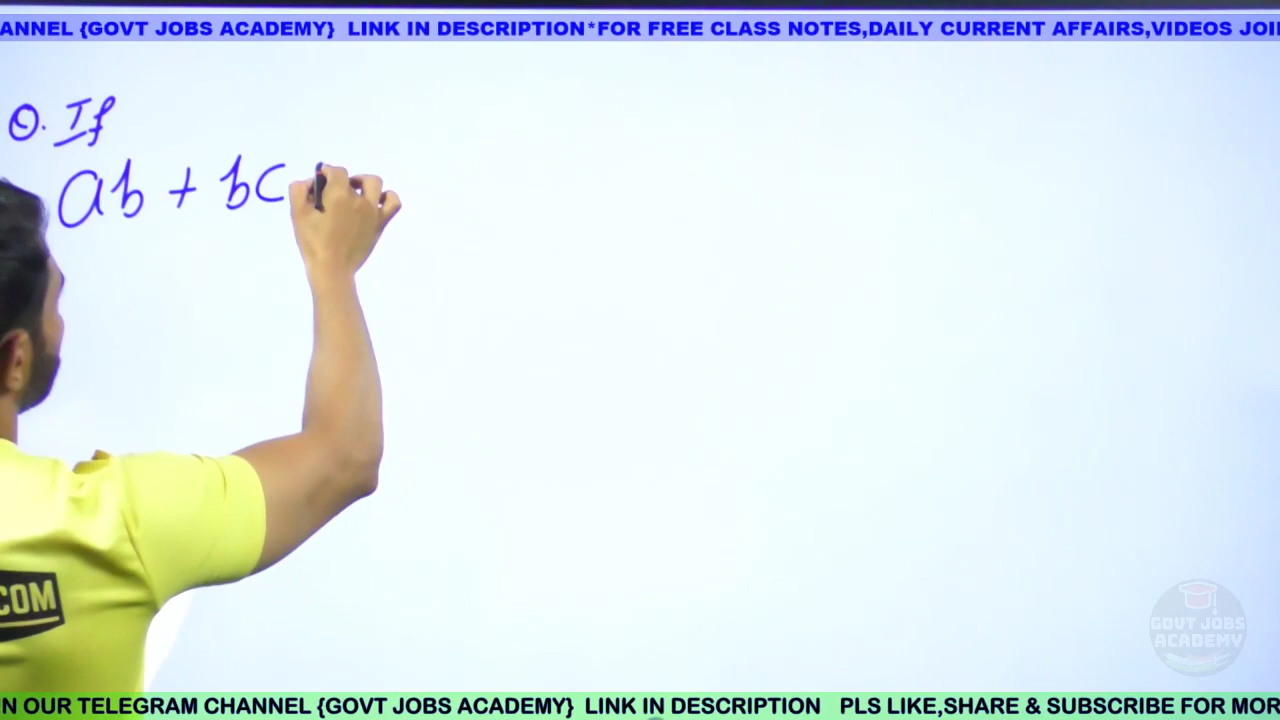 ANNEL {GOVT JOBS ACADEMY} LINK IN DESCRIPTION*FOR FREE CLASS NOTES,DAILY CURRENT AFFAIRS,VIDEOS JOI
Q. If
ab + bc
COM
GOVT JOBS
ACADEMY
N OUR TELEGRAM CHANNEL {GOVT JOBS ACADEMY} LINK IN DESCRIPTION PLS LIKE,SHARE & SUBSCRIBE FOR MOR